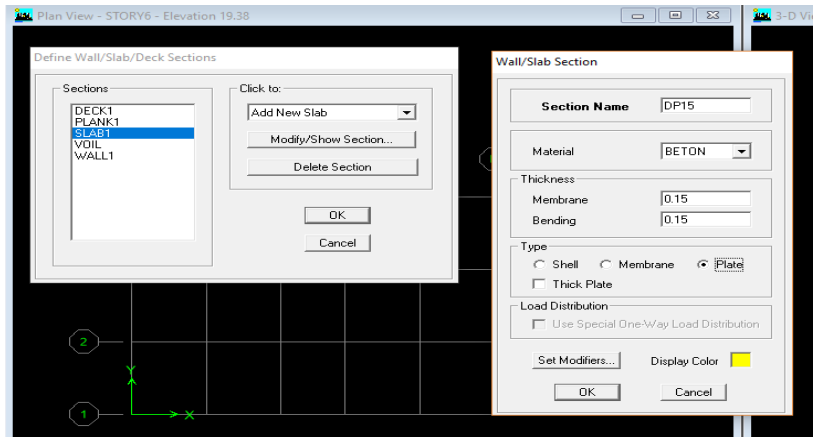 Plan View - STORY6 - Elevation 19.38
3-D Vi
Define Wall/Slab/Deck Sections
Sections
DECK1
PLANK1
SLAB1
VOIL
WALL1
Click to:
Add New Slab
Modify/Show Section...
Delete Section
OK
Cancel
Wall/Slab Section
Section Name DP15
Material BETON
Thickness
Membrane 0.15
Bending 0.15
Type
Shell Membrane Plate
Thick Plate
Load Distribution
Use Special One-Way Load Distribution
Set Modifiers... Display Color
OK Cancel
2
Y
1
X